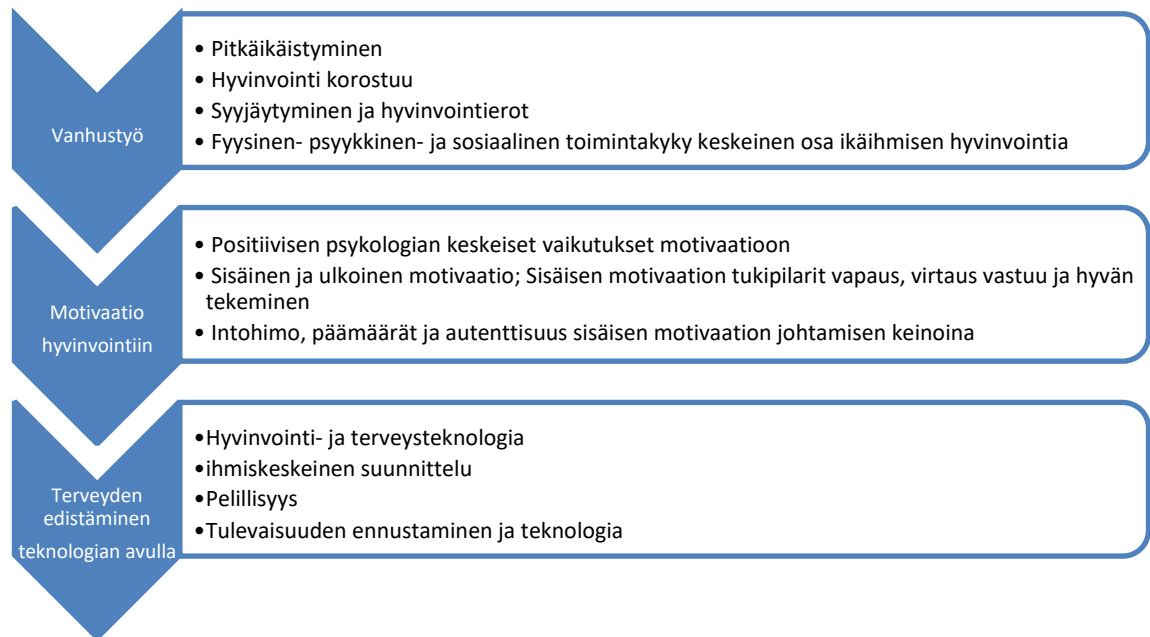 Vanhustyö
• Pitkäikäistyminen
• Hyvinvointi korostuu
• Syyjäytyminen ja hyvinvointierot
• Fyysinen- psyykkinen- ja sosiaalinen toimintakyky keskeinen osa ikäihmisen hyvinvointia
Motivaatio
hyvinvointiin
• Positiivisen psykologian keskeiset vaikutukset motivaatioon
• Sisäinen ja ulkoinen motivaatio; Sisäisen motivaation tukipilarit vapaus, virtaus vastuu ja hyvän
tekeminen
• Intohimo, päämäärät ja autenttisuus sisäisen motivaation johtamisen keinoina
Terveyden
edistäminen
teknologian avulla
•Hyvinvointi- ja terveysteknologia
•ihmiskeskeinen suunnittelu
•Pelillisyys
•Tulevaisuuden ennustaminen ja teknologia